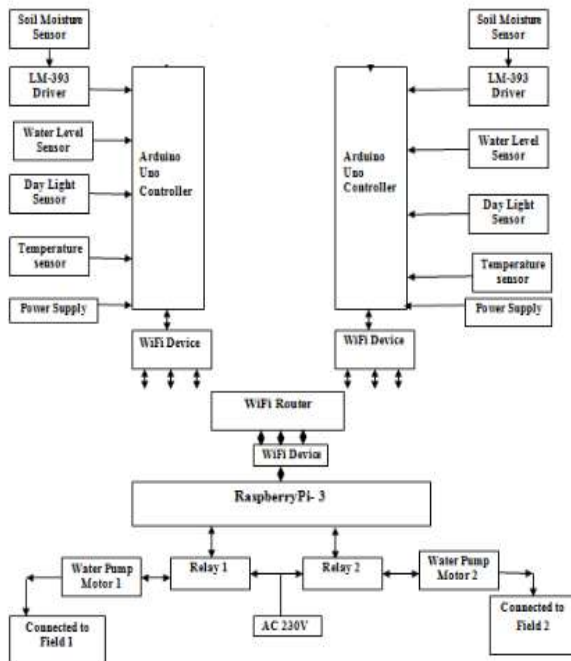 Soil Moisture
Sensor
LM-393
Driver
Water Level
Sensor
Day Light
Sensor
Temperature
sensor
Power Supply
Arduino
Uno
Controller
WiFi Device
Soil Moisture
Sensor
LM-393
Driver
Water Level
Sensor
Day Light
Sensor
Temperature
Sensor
Power Supply
Arduino
Uno
Controller
WiFi Device
WiFi Router
WiFi Device
RaspberryPi- 3
Water Pump
Motor 1
Relay 1
Relay 2
Water Pump
Motor 2
Connected to
Field 1
AC 230V
Connected to
Field 2